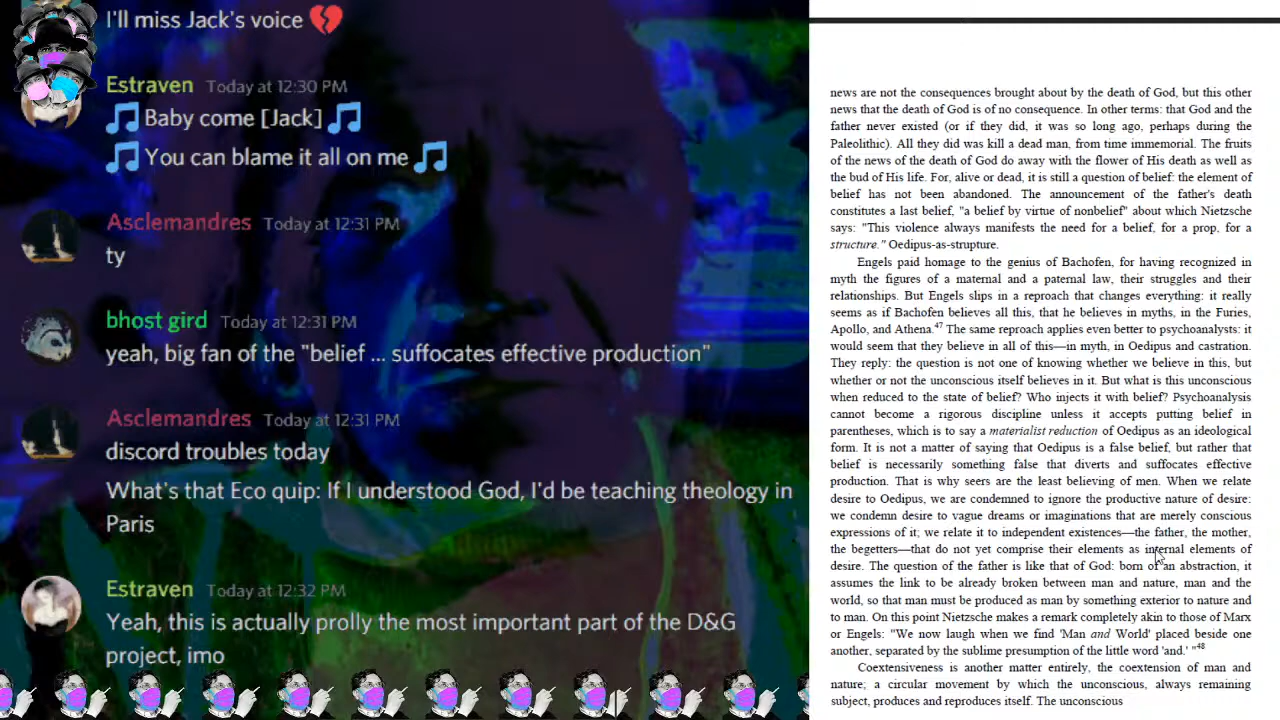 I'll miss Jack's voice 💔
Estraven Today at 12:30 PM
🎵Baby come [Jack]🎵
🎵You can blame it all on me🎵
Asclemandres Today at 12:31 PM
ty
bhost gird Today at 12:31 PM
yeah, big fan of the "belief ... suffocates effective production"
Asclemandres Today at 12:31 PM
discord troubles today
What's that Eco quip: If I understood God, I'd be teaching theology in
Paris
Estraven Today at 12:32 PM
Yeah, this is actually prolly the most important part of the D&G
project, imo
news are not the consequences brought about by the death of God, but this other
news that the death of God is of no consequence. In other terms: that God and the
father never existed (or if they did, it was so long ago, perhaps during the
Paleolithic). All they did was kill a dead man, from time immemorial. The fruits
of the news of the death of God do away with the flower of His death as well as
the bud of His life. For, alive or dead, it is still a question of belief: the element of
belief has not been abandoned. The announcement of the father's death
constitutes a last belief, "a belief by virtue of nonbelief" about which Nietzsche
says: "This violence always manifests the need for a belief, for a prop, for a
structure." Oedipus-as-strupture.
Engels paid homage to the genius of Bachofen, for having recognized in
myth the figures of a maternal and a paternal law, their struggles and their
relationships. But Engels slips in a reproach that changes everything: it really
seems as if Bachofen believes all this, that he believes in myths, in the Furies,
Apollo, and Athena.47 The same reproach applies even better to psychoanalysts: it
would seem that they believe in all of this—in myth, in Oedipus and castration.
They reply: the question is not one of knowing whether we believe in this, but
whether or not the unconscious itself believes in it. But what is this unconscious
when reduced to the state of belief? Who injects it with belief? Psychoanalysis
cannot become a rigorous discipline unless it accepts putting belief in
parentheses, which is to say a materialist reduction of Oedipus as an ideological
form. It is not a matter of saying that Oedipus is a false belief, but rather that
belief is necessarily something false that diverts and suffocates effective
production. That is why seers are the least believing of men. When we relate
desire to Oedipus, we are condemned to ignore the productive nature of desire:
we condemn desire to vague dreams or imaginations that are merely conscious
expressions of it; we relate it to independent existences—the father, the mother,
the begetters—that do not yet comprise their elements as internal elements of
desire. The question of the father is like that of God: born of an abstraction, it
assumes the link to be already broken between man and nature, man and the
world, so that man must be produced as man by something exterior to nature and
to man. On this point Nietzsche makes a remark completely akin to those of Marx
or Engels: "We now laugh when we find 'Man and World' placed beside one
another, separated by the sublime presumption of the little word 'and.' "48
Coextensiveness is another matter entirely, the coextension of man and
nature; a circular movement by which the unconscious, always remaining
subject, produces and reproduces itself. The unconscious